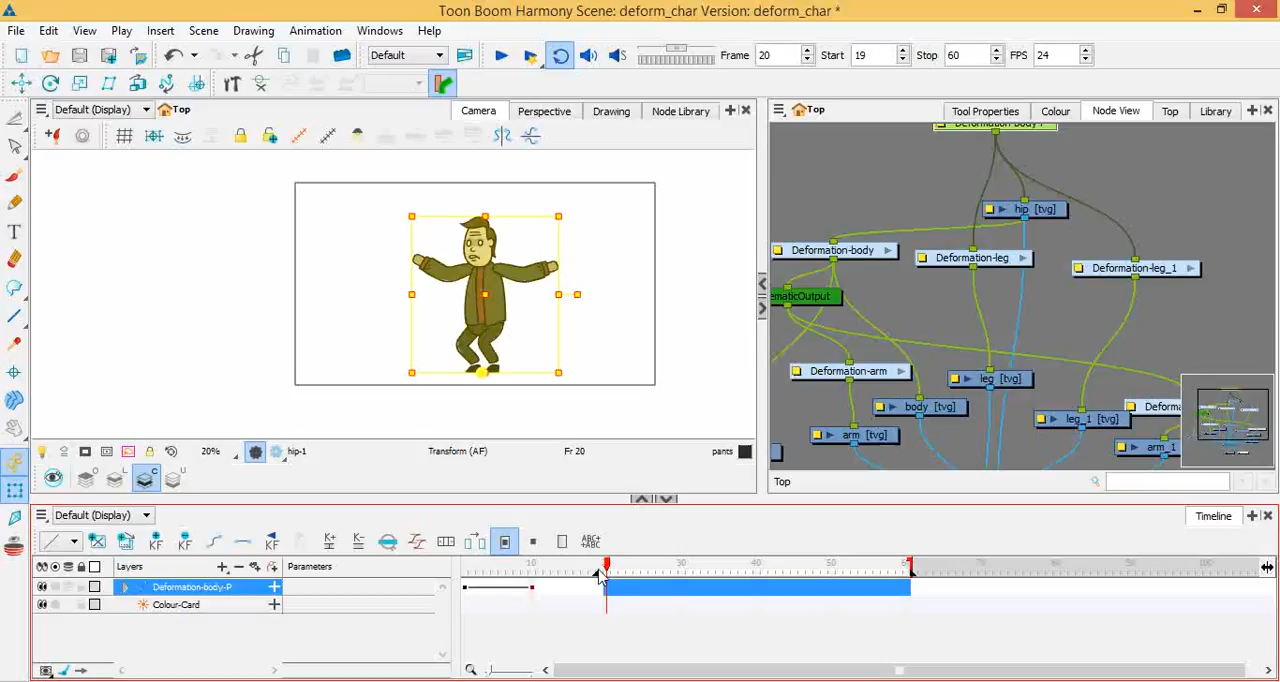 Toon Boom Harmony Scene: deform_char Version: deform_char *
File Edit View Play Insert Scene Drawing Animation Windows Help
Default Frame 20 Start 19 Stop 60 FPS 24
Default (Display) Top Camera Perspective Drawing Node Library
Top Tool Properties Colour Node View Top Library
hip [tvg]
Deformation-body Deformation-leg
Deformation-leg_1
ematicOutput
Deformation-arm leg [tvg]
body [tvg] Deforma
leg_1 [tvg]
arm [tvg] arm_1
20% hip-1 Transform (AF) Fr 20 pants
Top
Default (Display) Timeline
Layers Parameters 10 30 50
Deformation-body-P
Colour-Card